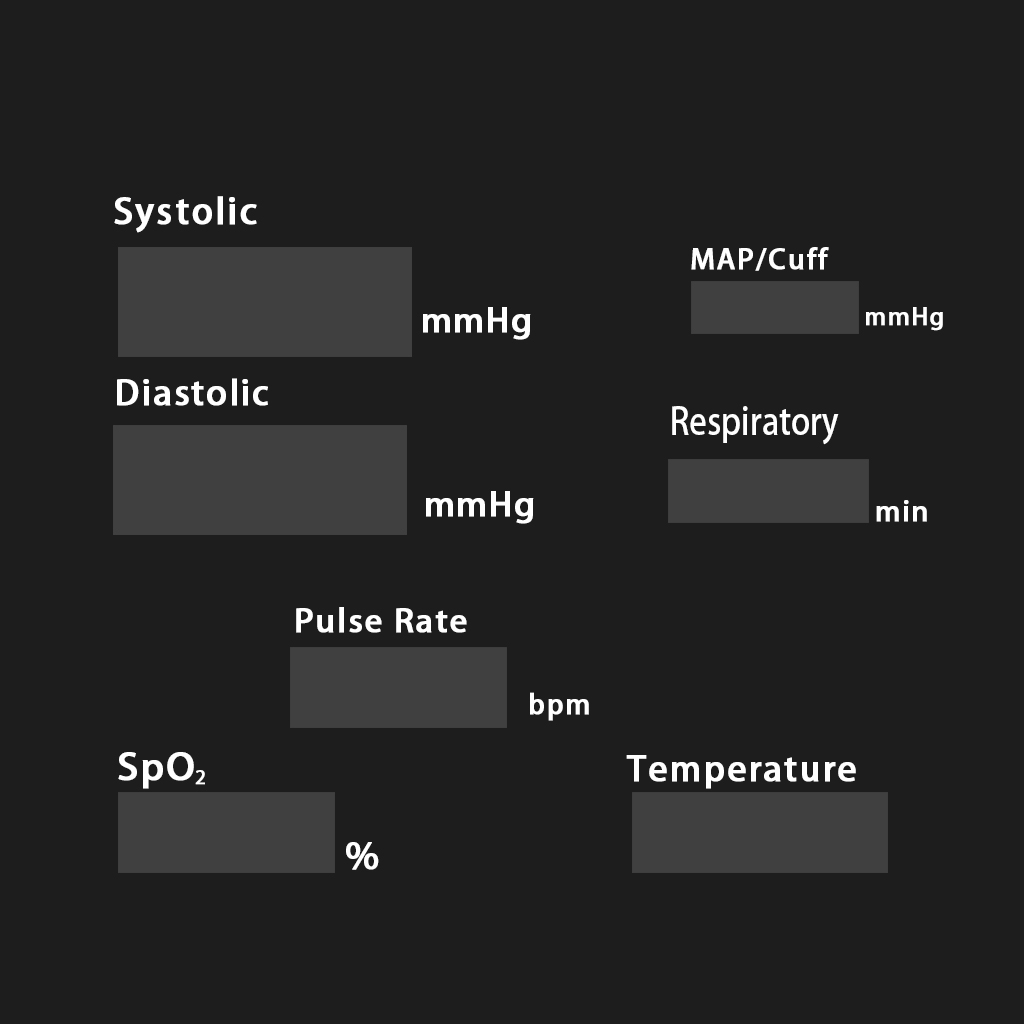 Systolic
mmHg
MAP/Cuff
mmHg
Diastolic
mmHg
Respiratory
min
Pulse Rate
bpm
SpO₂
%
Temperature